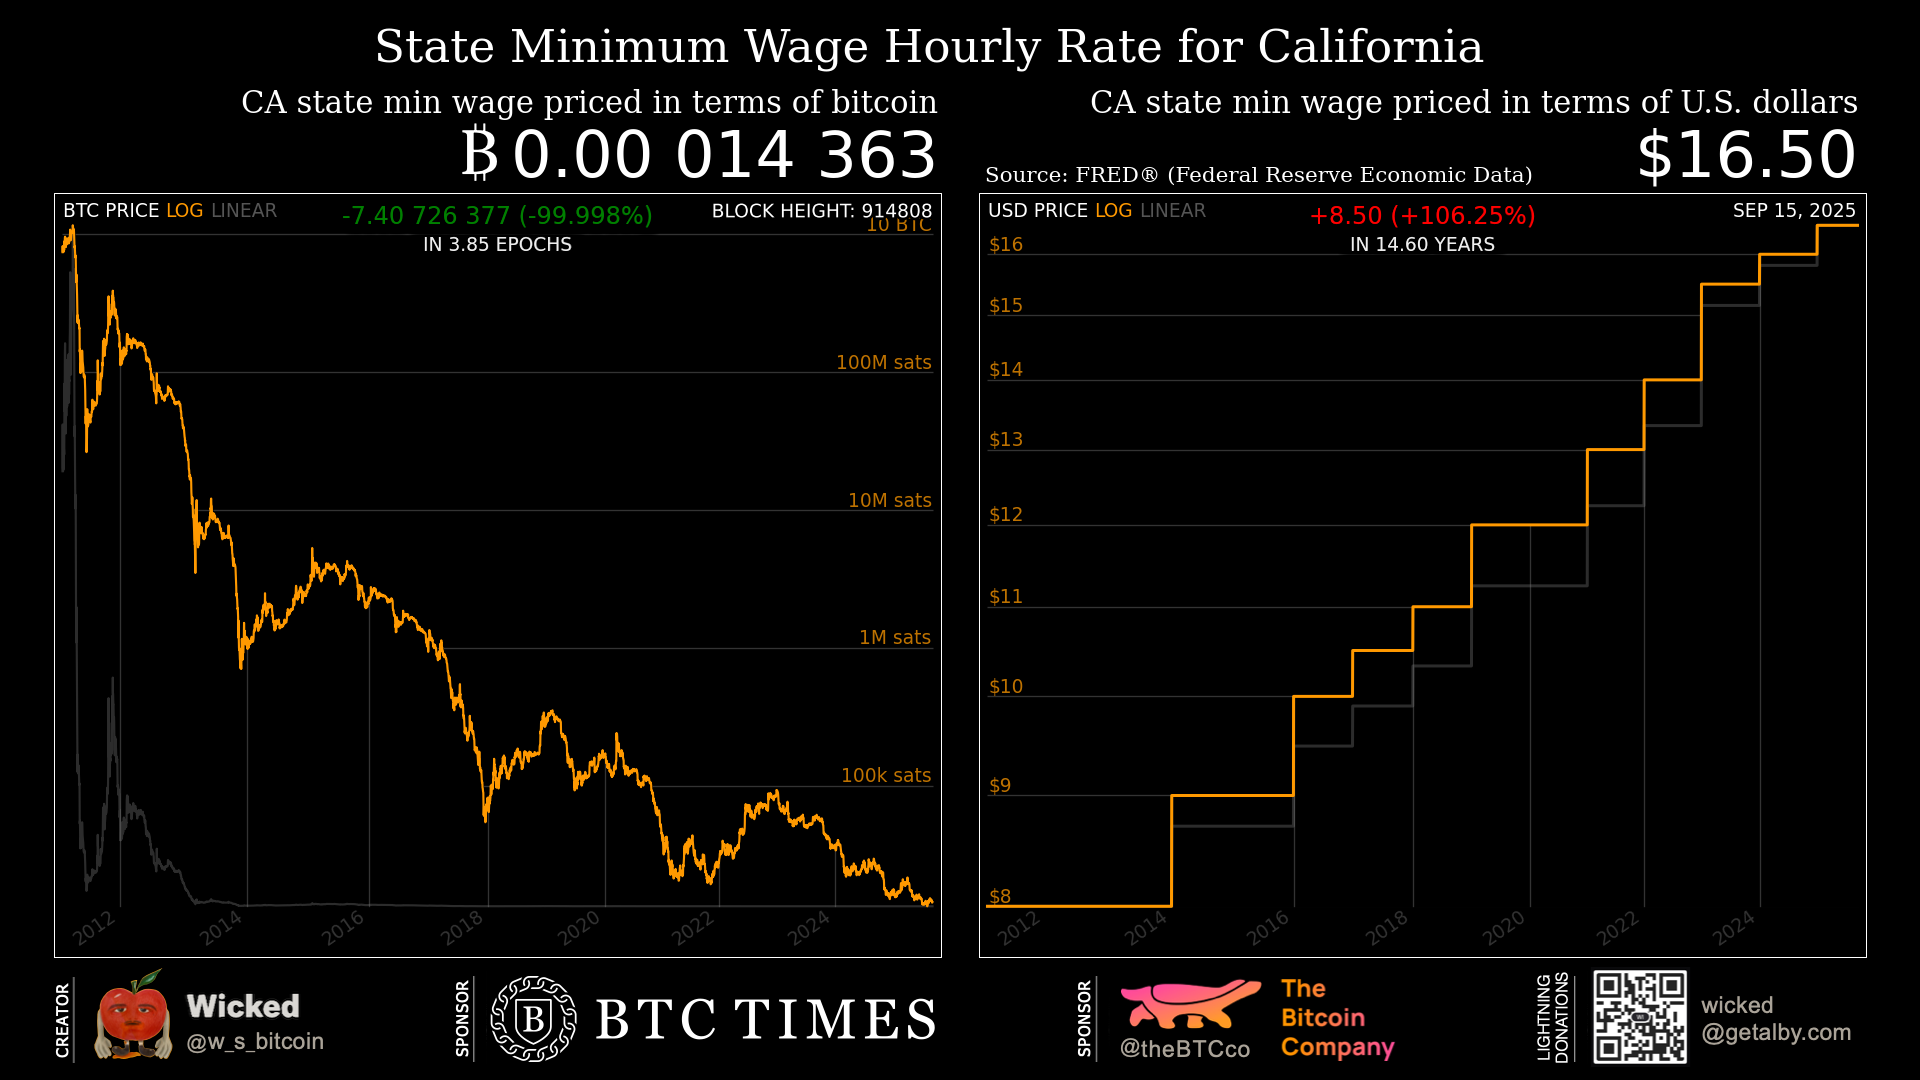 State Minimum Wage Hourly Rate for California
CA state min wage priced in terms of bitcoin
₿ 0.00 014 363
BTC PRICE LOG LINEAR
-7.40 726 377 (-99.998%)
IN 3.85 EPOCHS
BLOCK HEIGHT: 914808
10 BTC
100M sats
10M sats
1M sats
100k sats
2012 2014 2016 2018 2020 2022 2024
CA state min wage priced in terms of U.S. dollars
Source: FRED® (Federal Reserve Economic Data)
$16.50
USD PRICE LOG LINEAR
+8.50 (+106.25%)
IN 14.60 YEARS
SEP 15, 2025
$16
$15
$14
$13
$12
$11
$10
$9
$8
2012 2014 2016 2018 2020 2022 2024
CREATOR
Wicked
@w_s_bitcoin
SPONSOR
B
BTC TIMES
SPONSOR
@theBTCco
The
Bitcoin
Company
LIGHTNING
DONATIONS
wicked
@getalby.com